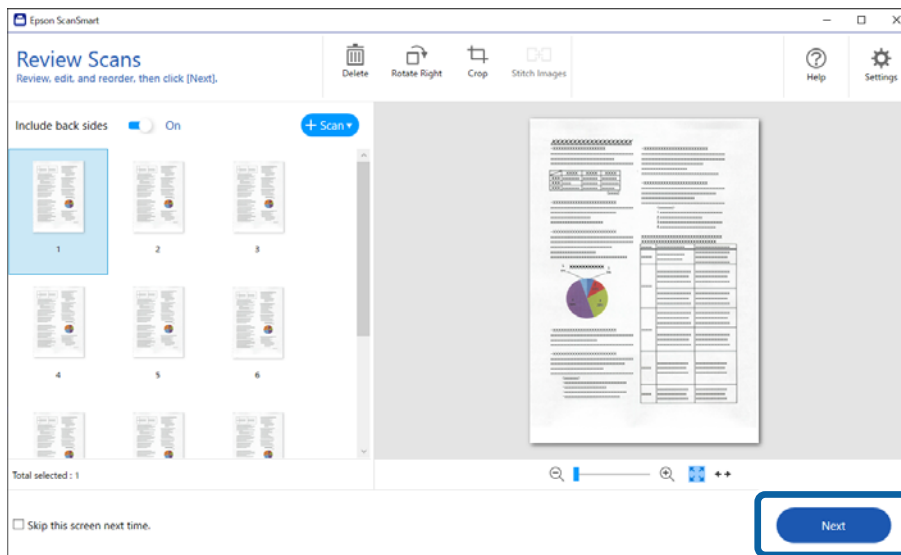 Epson ScanSmart
Review Scans
Review, edit, and reorder, then click [Next].
Delete
Rotate Right
Crop
Stitch Images
Help
Settings
Include back sides
On
+ Scan
1
2
3
4
5
6
Total selected : 1
Skip this screen next time.
Next